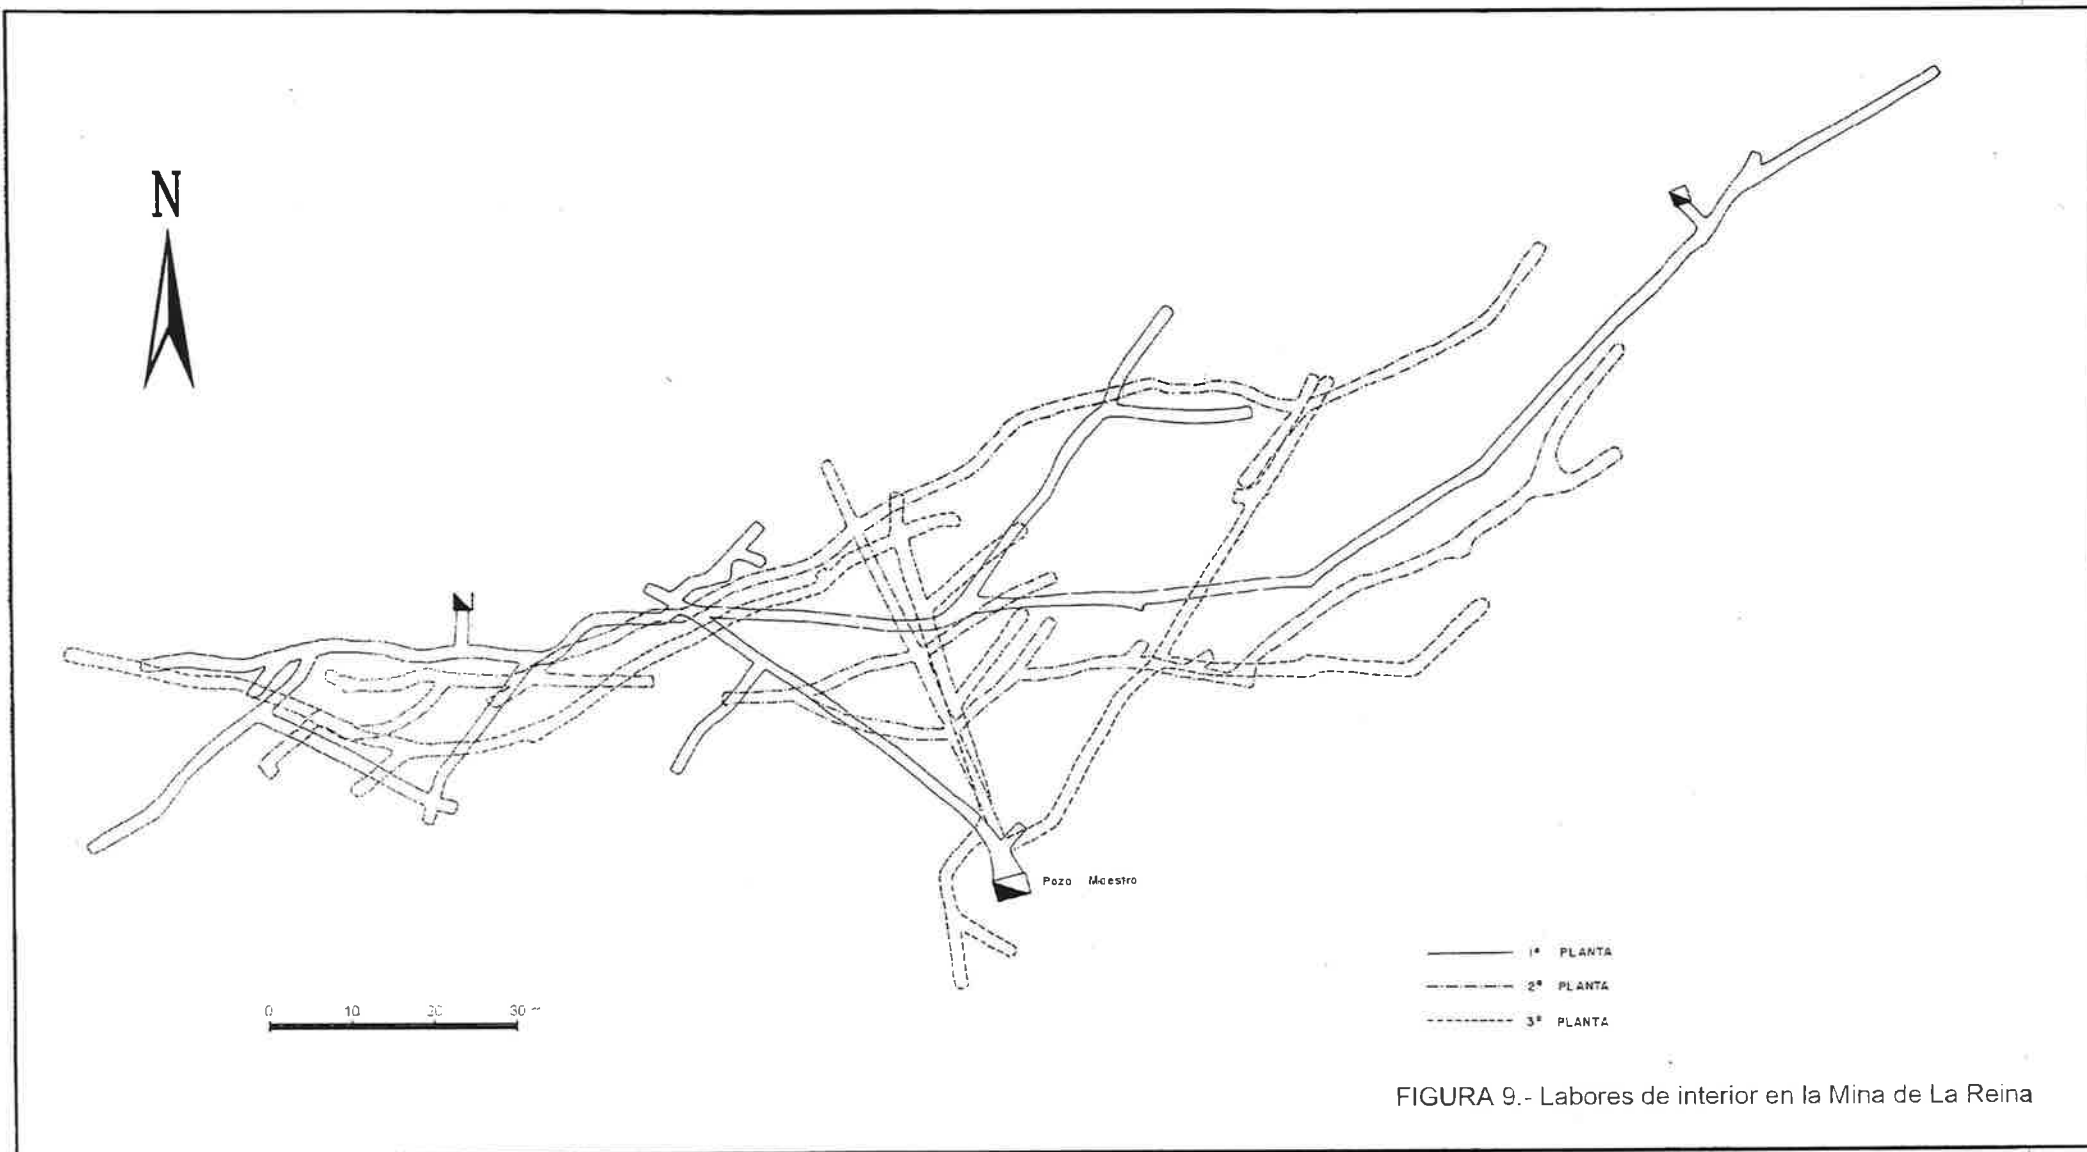 N
Pozo Maestro
0 10 20 30 m
1ª PLANTA
2ª PLANTA
3ª PLANTA
FIGURA 9.- Labores de interior en la Mina de La Reina